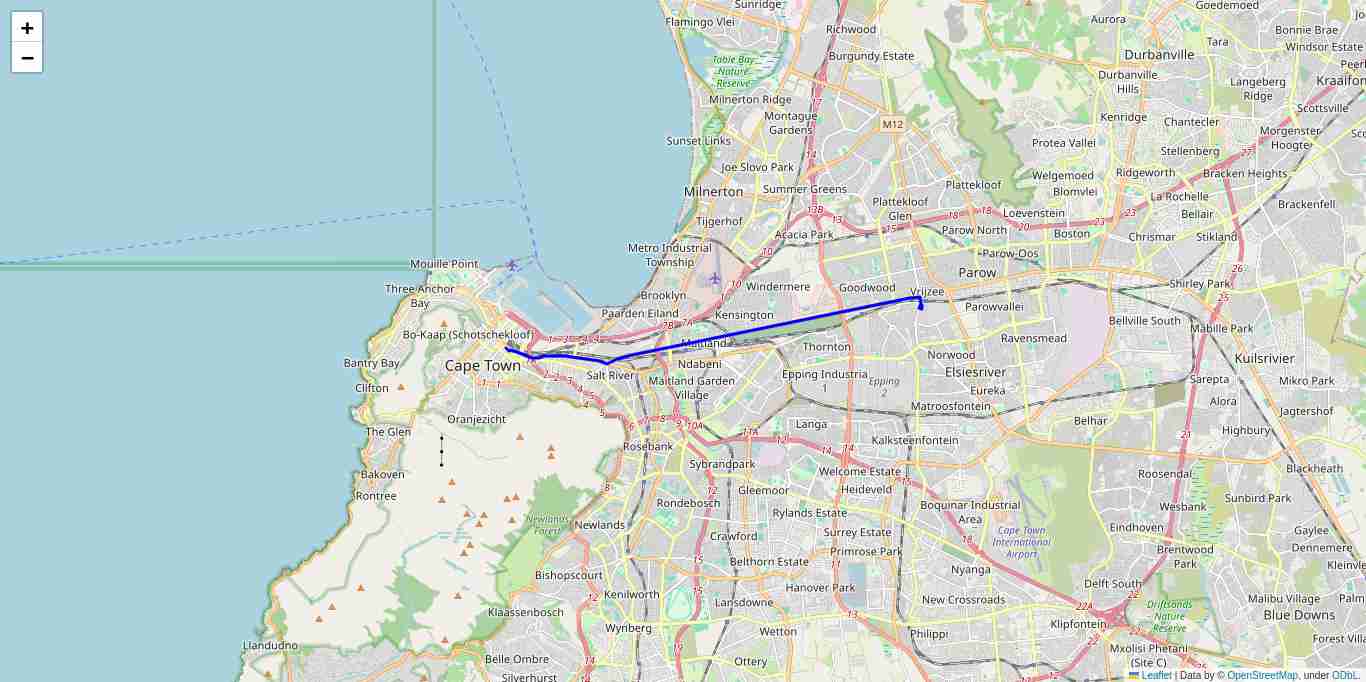 +
−
Sunridge
Goedemoed
Flamingo Vlei
Richwood
Aurora
Bonnie Brae
Tara
Windsor Estate
Burgundy Estate
Durbanville
Table Bay
Nature
Reserve
Durbanville
Hills
Langeberg
Ridge
Milnerton Ridge
Scottsville
Montague
Gardens
M12
Kenridge
Chantecler
Morgenster
Sunset Links
Protea Vallei
Stellenberg
Joe Slovo Park
Welgemoed
Ridgeworth
Bracken Heights
Milnerton
Summer Greens
Plattekloof
Blomvlei
La Rochelle
Plattekloof
Glen
Loevenstein
Bellair
Brackenfell
Tijgerhof
Acacia Park
Parow North
Boston
Chrismar
Stikland
Metro Industrial
Township
Parow-Oos
Mouille Point
Parow
Three Anchor
Bay
Windermere
Goodwood
Vrijzee
Shirley Park
Brooklyn
Paarden Eiland
Kensington
Parowvallei
Bellville South
Mabille Park
Bo-Kaap (Schotschekloof)
Maitland
Thornton
Ravensmead
Bantry Bay
Cape Town
Salt River
Ndabeni
Norwood
Kuilsrivier
Clifton
Maitland Garden
Village
Epping Industria
1
Epping
2
Elsiesriver
Eureka
Sarepta
Mikro Park
Oranjezicht
Matroosfontein
Alora
Jagtershof
The Glen
Langa
Belhar
Highbury
Rosebank
Kalksteenfontein
Bakoven
Sybrandpark
Welcome Estate
Roosendal
Blackheath
Rontree
Gleemoor
Heideveld
Sunbird Park
Rondebosch
Boquinar Industrial
Area
Wesbank
Newlands
Forest
Newlands
Rylands Estate
Cape Town
International
Airport
Eindhoven
Gaylee
Crawford
Surrey Estate
Dennemere
Primrose Park
Brentwood
Park
Belthorn Estate
Nyanga
Bishopscourt
Hanover Park
Delft South
Kenilworth
Lansdowne
New Crossroads
22A
Driftsands
Nature
Reserve
Malibu Village
Klaassenbosch
Blue Downs
Wynberg
Wetton
Philippi
Klipfontein
Llandudno
Mxolisi Phetani
(Site C)
Belle Ombre
Ottery
Silverhurst
Leaflet | Data by © OpenStreetMap, under ODbL.